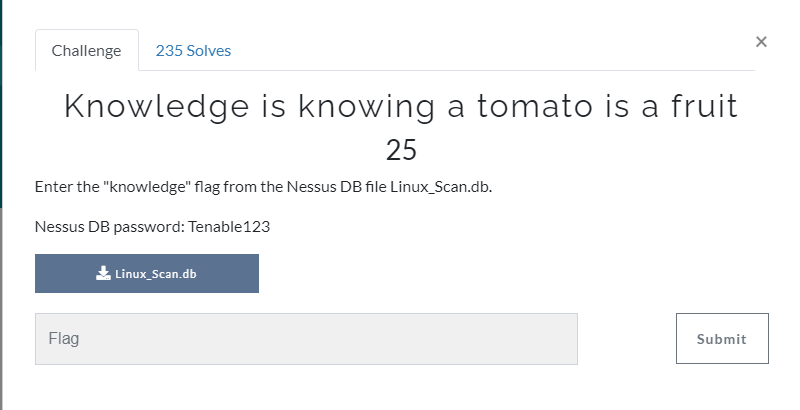 Challenge
235 Solves
×
Knowledge is knowing a tomato is a fruit
25
Enter the "knowledge" flag from the Nessus DB file Linux_Scan.db.
Nessus DB password: Tenable123
Linux_Scan.db
Flag
Submit